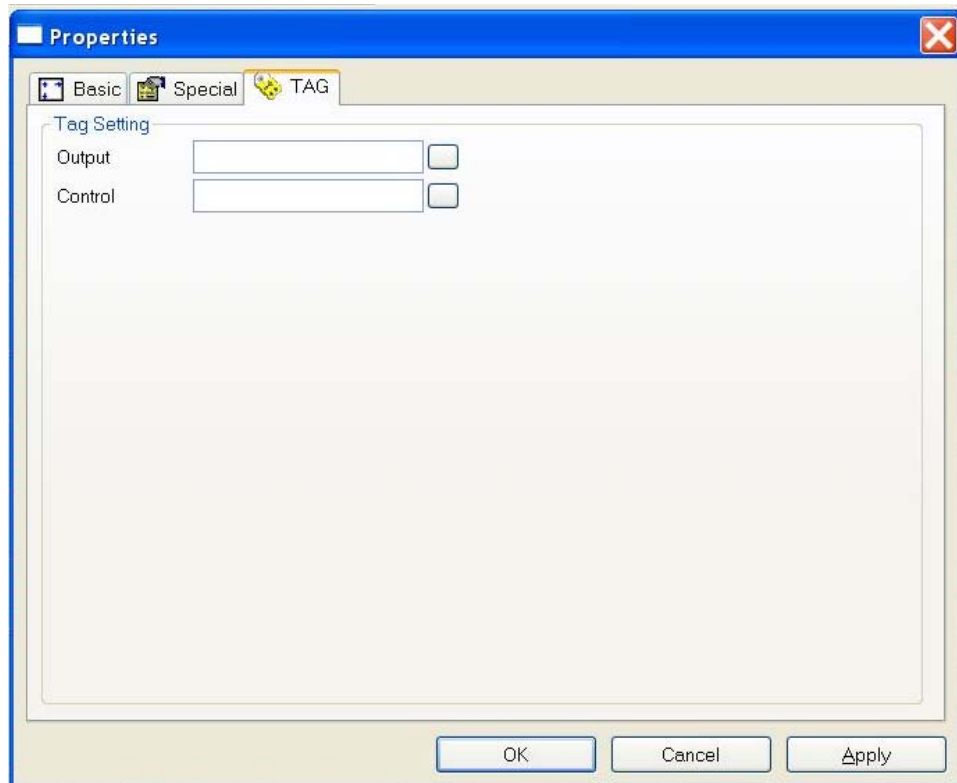 Properties
Basic Special TAG
Tag Setting
Output
Control
OK Cancel Apply